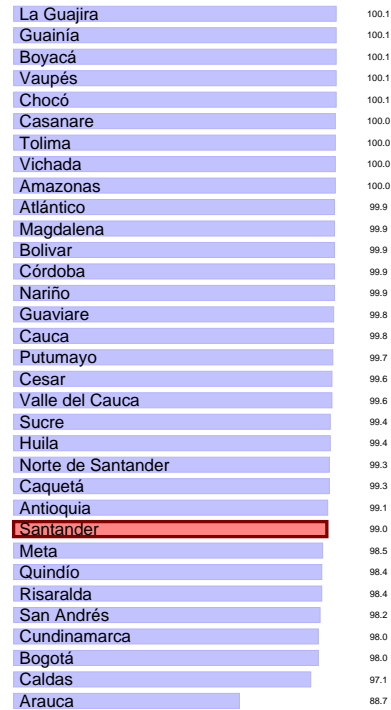 La Guajira 100.1
Guainía 100.1
Boyacá 100.1
Vaupés 100.1
Chocó 100.1
Casanare 100.0
Tolima 100.0
Vichada 100.0
Amazonas 100.0
Atlántico 99.9
Magdalena 99.9
Bolivar 99.9
Córdoba 99.9
Nariño 99.9
Guaviare 99.8
Cauca 99.8
Putumayo 99.7
Cesar 99.6
Valle del Cauca 99.6
Sucre 99.4
Huila 99.4
Norte de Santander 99.3
Caquetá 99.3
Antioquia 99.1
Santander 99.0
Meta 98.5
Quindío 98.4
Risaralda 98.4
San Andrés 98.2
Cundinamarca 98.0
Bogotá 98.0
Caldas 97.1
Arauca 88.7